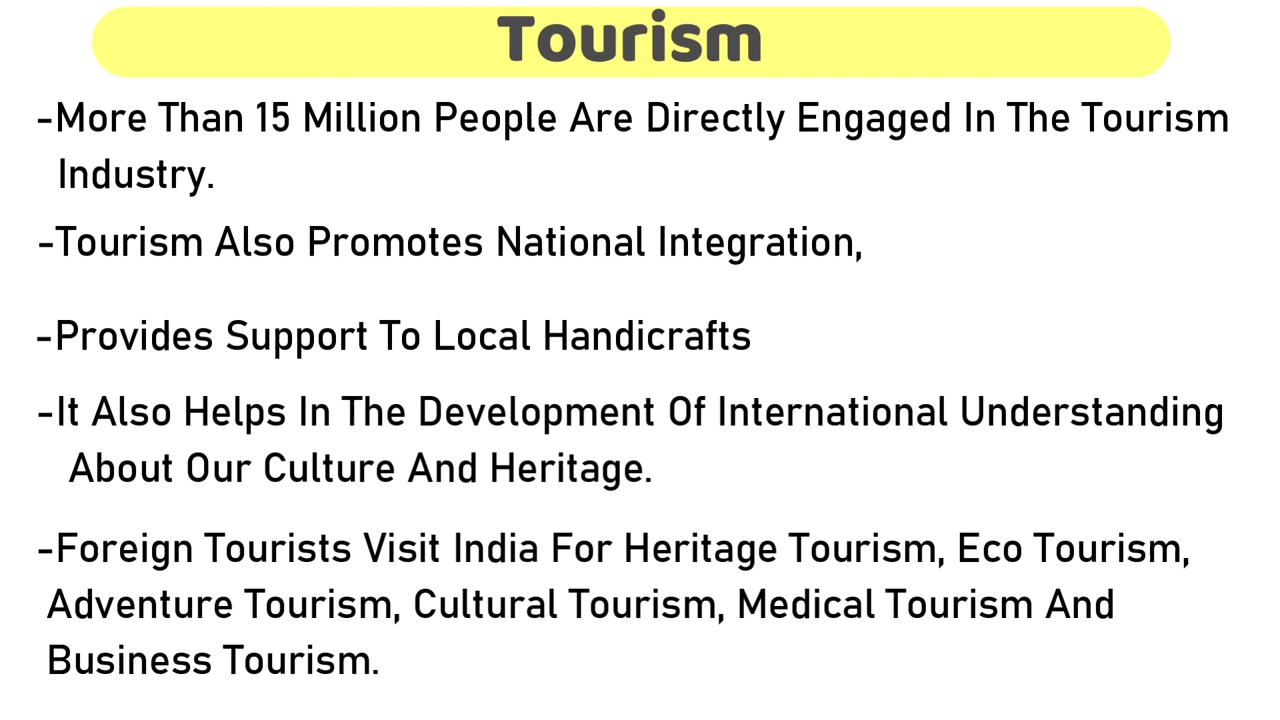 Tourism
-More Than 15 Million People Are Directly Engaged In The Tourism
Industry.
-Tourism Also Promotes National Integration,
-Provides Support To Local Handicrafts
-It Also Helps In The Development Of International Understanding
About Our Culture And Heritage.
-Foreign Tourists Visit India For Heritage Tourism, Eco Tourism,
Adventure Tourism, Cultural Tourism, Medical Tourism And
Business Tourism.